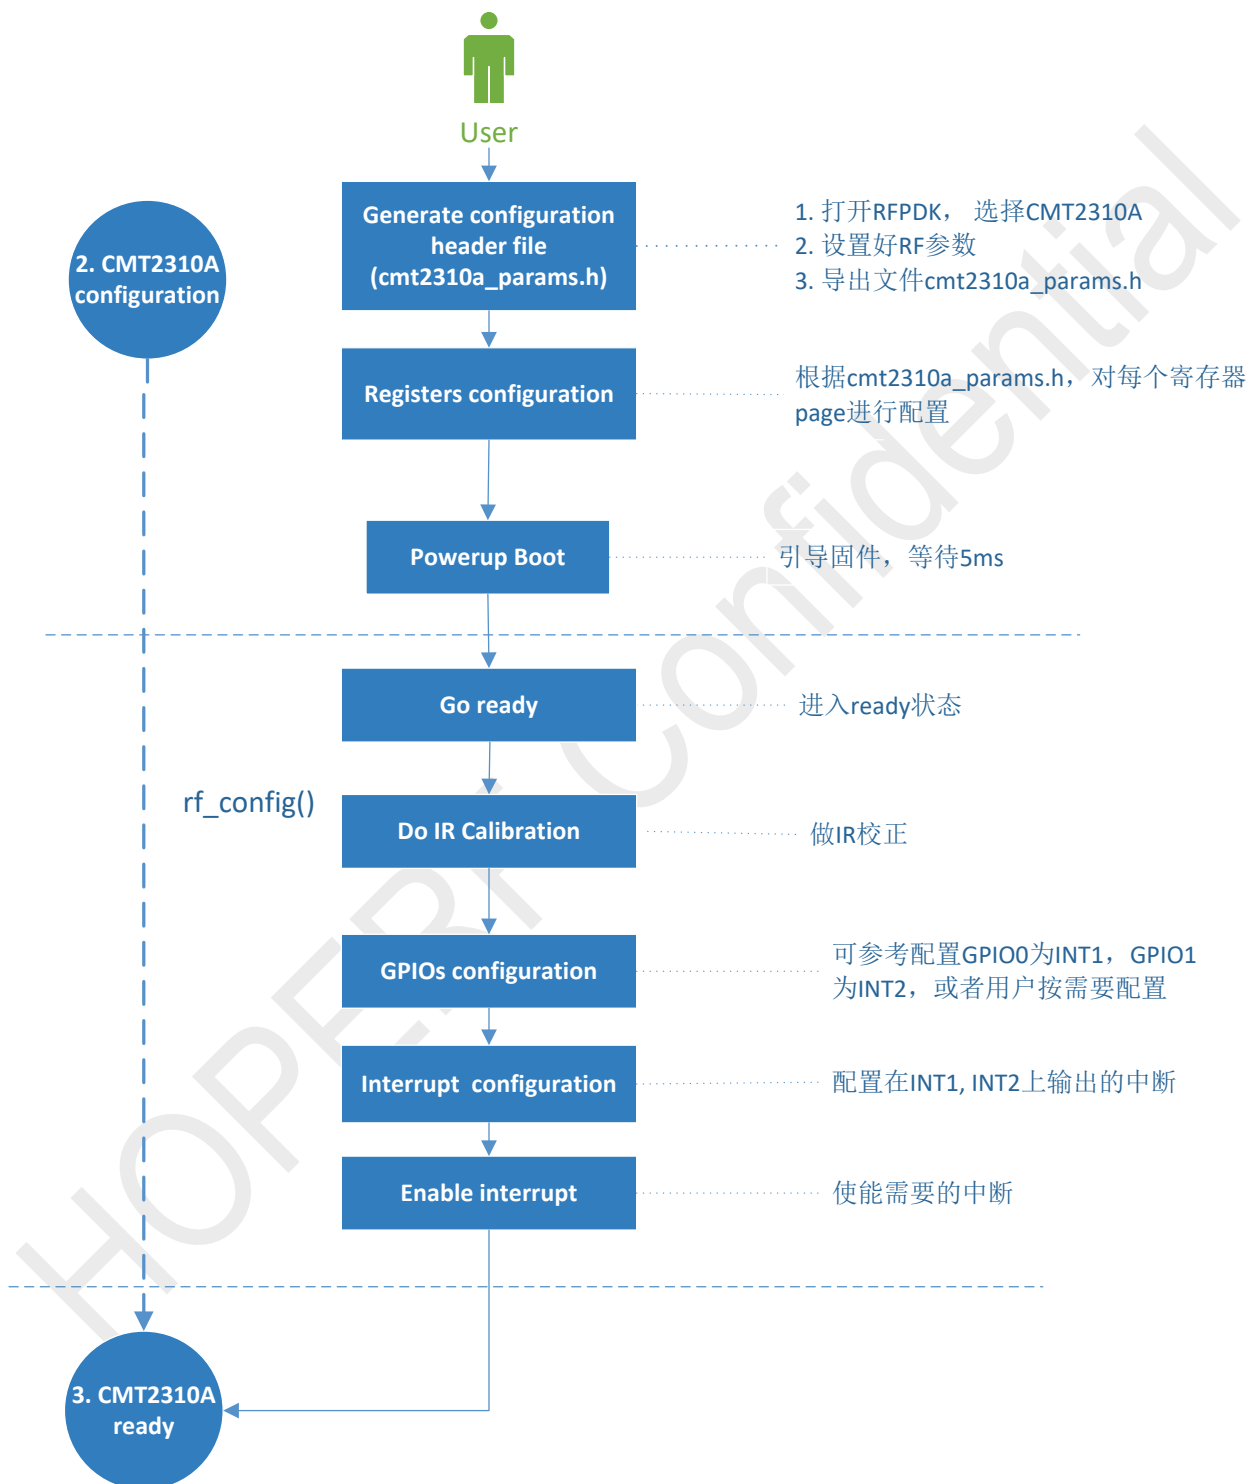 User
Generate configuration
header file
(cmt2310a_params.h)
1. 打开RFPDK， 选择CMT2310A
2. 设置好RF参数
3. 导出文件cmt2310a_params.h
2. CMT2310A
configuration
Registers configuration
根据cmt2310a_params.h，对每个寄存器
page进行配置
Powerup Boot
引导固件，等待5ms
Go ready
进入ready状态
rf_config()
Do IR Calibration
做IR校正
GPIOs configuration
可参考配置GPIO0为INT1，GPIO1
为INT2，或者用户按需要配置
Interrupt  configuration
配置在INT1, INT2上输出的中断
Enable interrupt
使能需要的中断
3. CMT2310A
ready
HOPERF Confidential